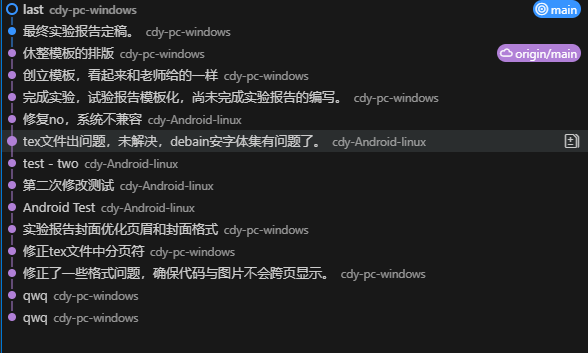 last cdy-pc-windows main
最终实验报告定稿。 cdy-pc-windows
休整模板的排版 cdy-pc-windows origin/main
创立模板，看起来和老师给的一样 cdy-pc-windows
完成实验，试验报告模板化，尚未完成实验报告的编写。 cdy-pc-windows
修复no，系统不兼容 cdy-Android-linux
tex文件出问题，未解决，debain安字体集有问题了。 cdy-Android-linux
test - two cdy-Android-linux
第二次修改测试 cdy-Android-linux
Android Test cdy-Android-linux
实验报告封面优化页眉和封面格式 cdy-pc-windows
修正tex文件中分页符 cdy-pc-windows
修正了一些格式问题，确保代码与图片不会跨页显示。 cdy-pc-windows
qwq cdy-pc-windows
qwq cdy-pc-windows